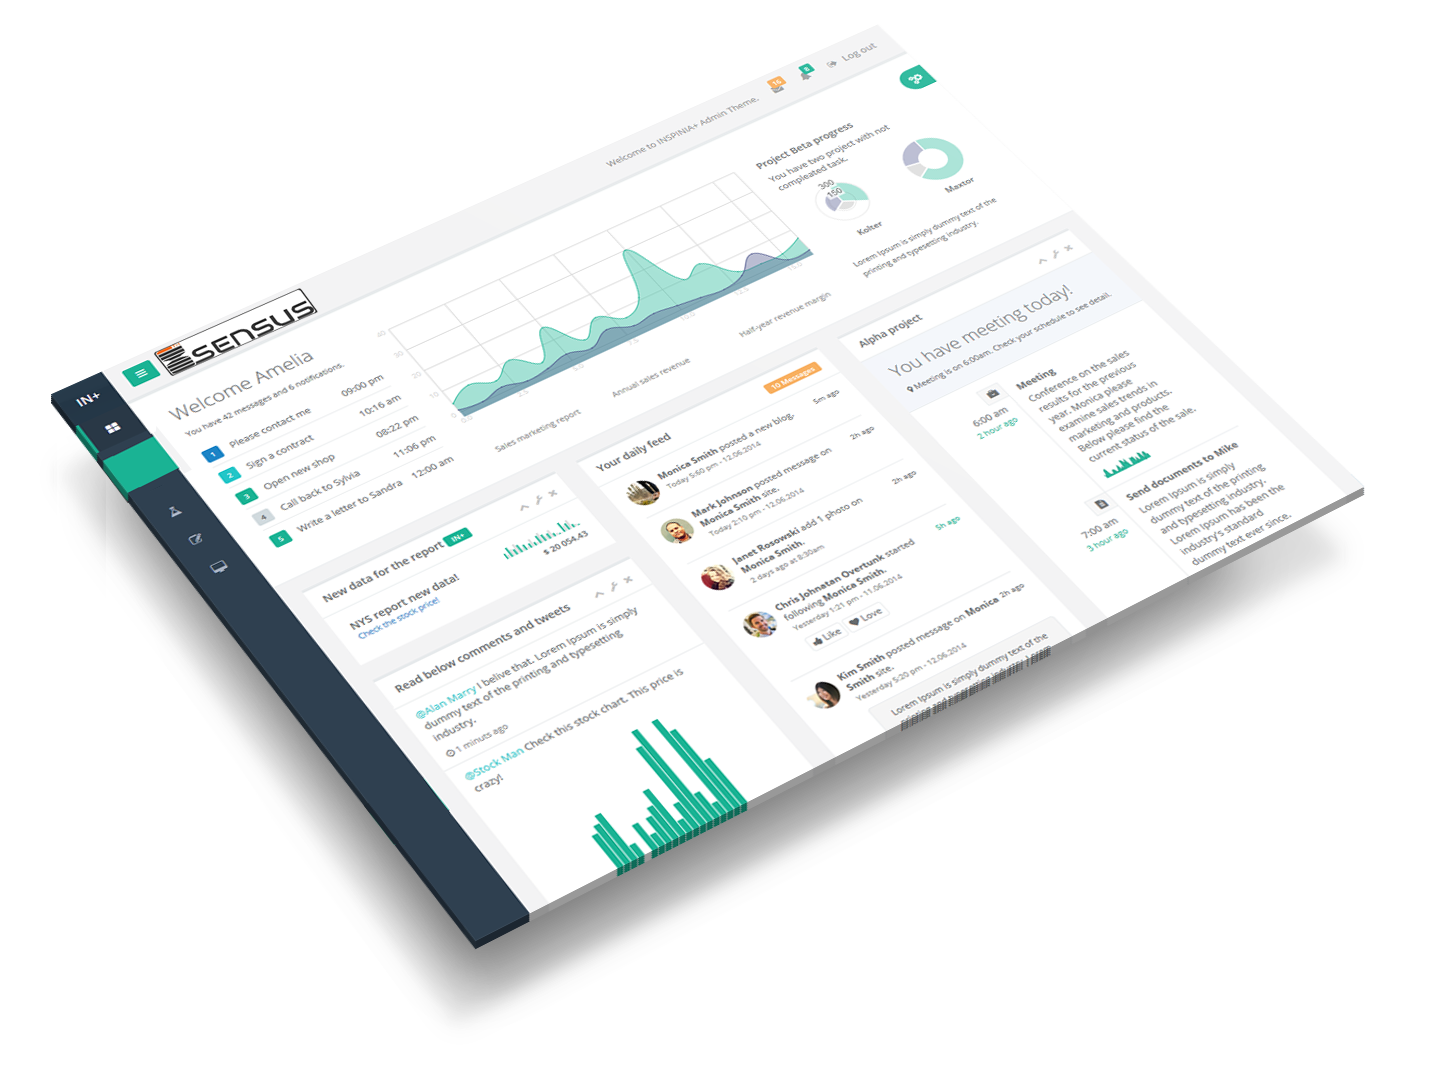 Welcome to INSPINIA+ Admin Theme.
16
8
Log out
IN+
SENSUS
Welcome Amelia
You have 42 messages and 6 notifications.
1 Please contact me 09:00 pm
2 Sign a contract 10:16 am
3 Open new shop 08:22 pm
4 Call back to Sylvia 11:06 pm
5 Write a letter to Sandra 12:00 am
40
30
20
10
0
2.5
5.0
7.5
10.0
12.5
15.0
Sales marketing report
Annual sales revenue
Half-year revenue margin
Project Beta progress
You have two project with not
compleated task.
300
150
Kolter
Maxtor
Lorem Ipsum is simply dummy text of the
printing and typesetting industry.
New data for the report IN+
NYS report new data!
Check the stock price!
$ 20 054.43
Read below comments and tweets
@Alan Marry I belive that. Lorem Ipsum is simply
dummy text of the printing and typesetting
industry.
1 minuts ago
@Stock Man Check this stock chart. This price is
crazy!
Your daily feed
10 Messages
Monica Smith posted a new blog.
5m ago
Today 5:60 pm - 12.06.2014
Mark Johnson posted message on
Monica Smith site.
2h ago
Today 2:10 pm - 12.06.2014
Janet Rosowski add 1 photo on
Monica Smith.
2h ago
2 days ago at 8:30am
Chris Johnatan Overtunk started
following Monica Smith.
5h ago
Yesterday 1:21 pm - 11.06.2014
Like
Love
Kim Smith posted message on Monica
Smith site.
2h ago
Yesterday 5:20 pm - 12.06.2014
Lorem Ipsum is simply dummy text of the
Alpha project
You have meeting today!
Meeting is on 6:00am. Check your schedule to see detail.
6:00 am
2 hour ago
Meeting
Conference on the sales
results for the previous
year. Monica please
examine sales trends in
marketing and products.
Below please find the
current status of the sale.
7:00 am
3 hour ago
Send documents to Mike
Lorem Ipsum is simply
dummy text of the printing
and typesetting industry.
Lorem Ipsum has been the
industry's standard
dummy text ever since.